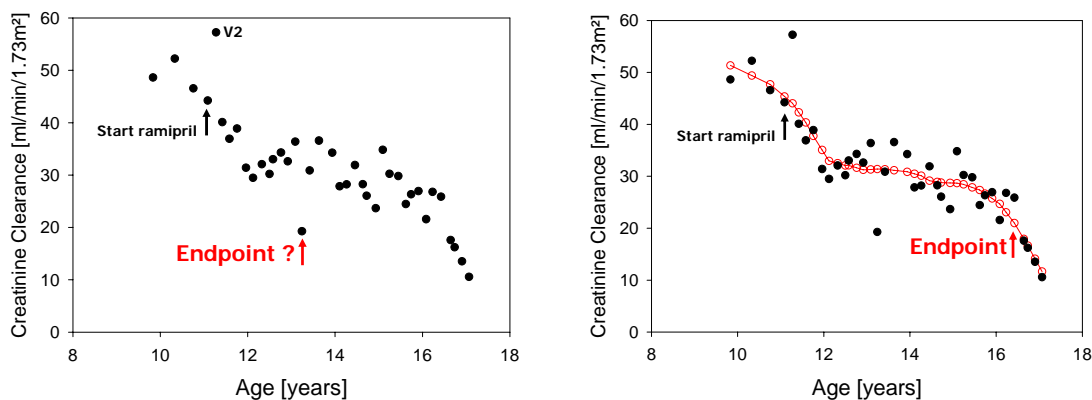 Creatinine Clearance [ml/min/1.73m²]
60
50
40
30
20
10
0
V2
Start ramipril
Endpoint ?
8 10 12 14 16 18
Age [years]
Creatinine Clearance [ml/min/1.73m²]
60
50
40
30
20
10
0
Start ramipril
Endpoint
8 10 12 14 16 18
Age [years]